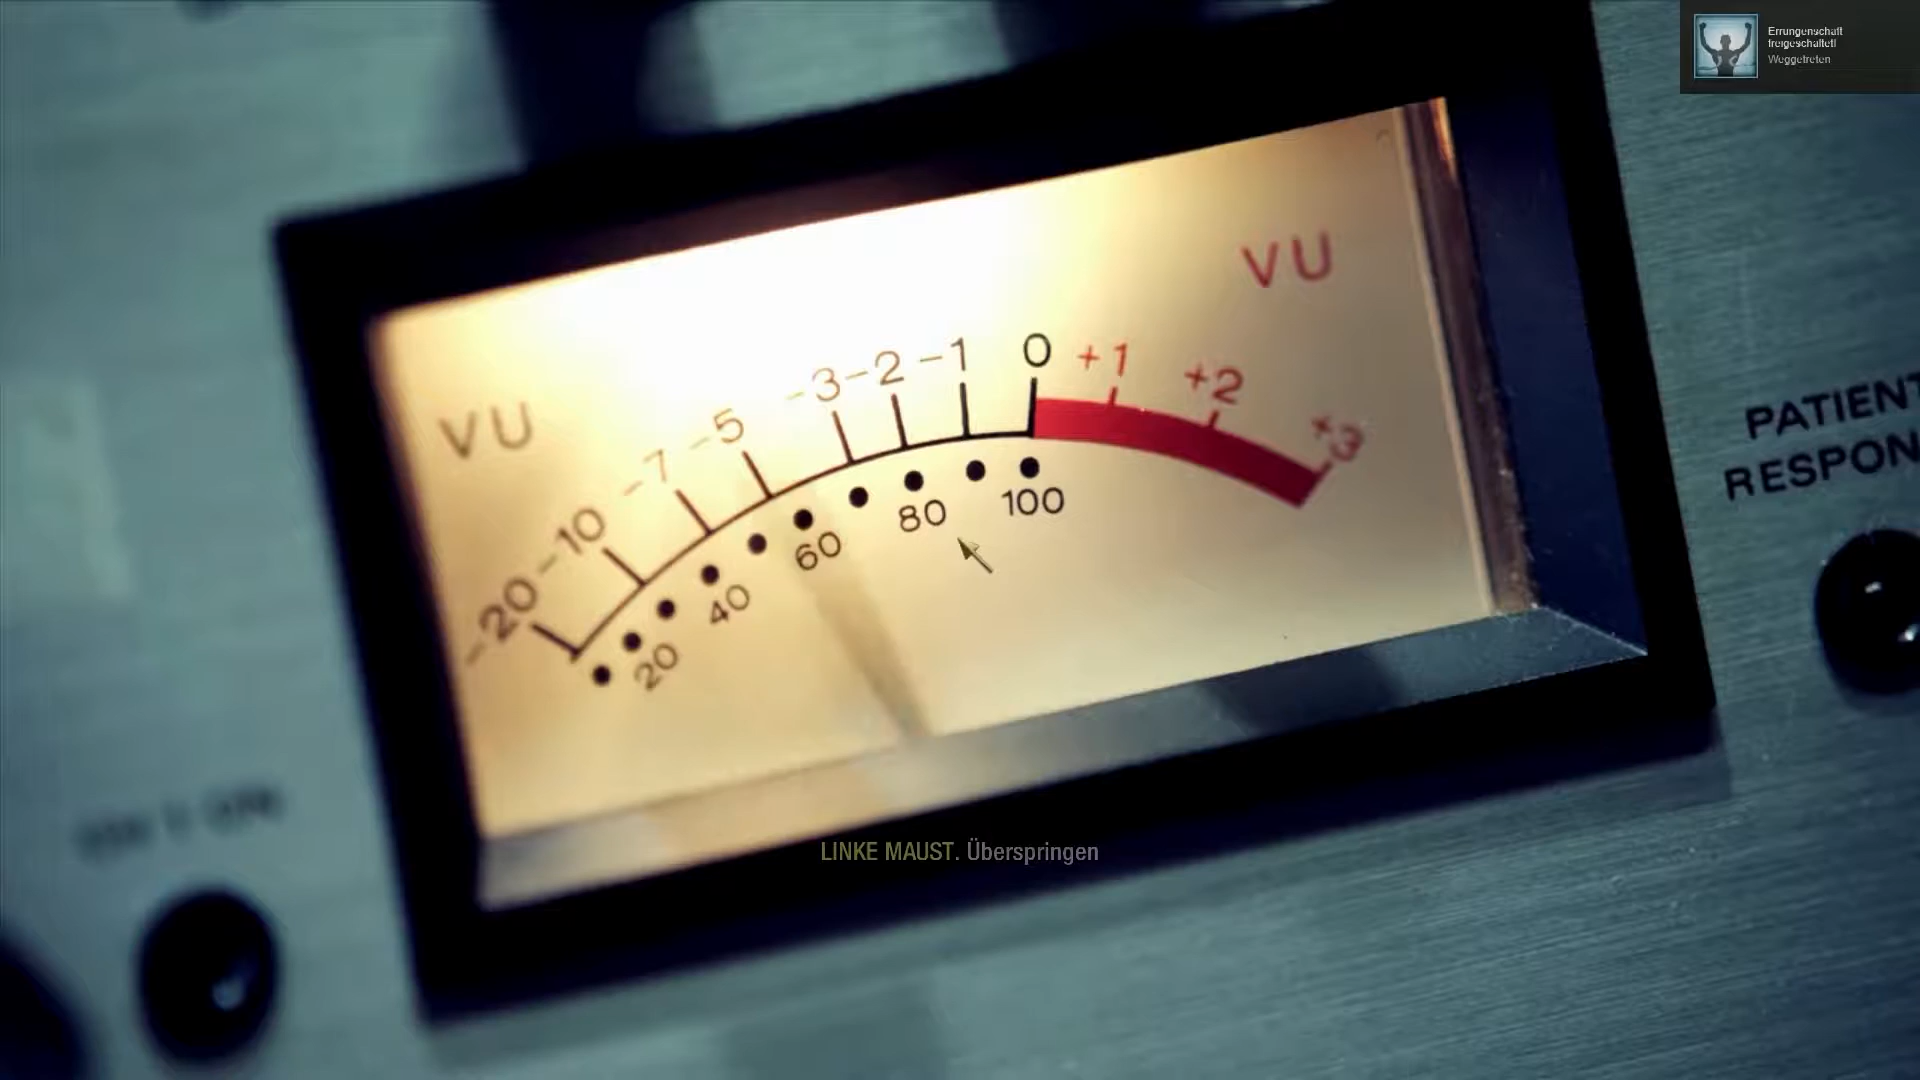 Errungenschaft
freigeschaltet!
Weggetreten
VU
VU
-20 -10 -7 -5 -3 -2 -1 0 +1 +2 +3
20 40 60 80 100
PATIENT
RESPON
LINKE MAUST. Überspringen